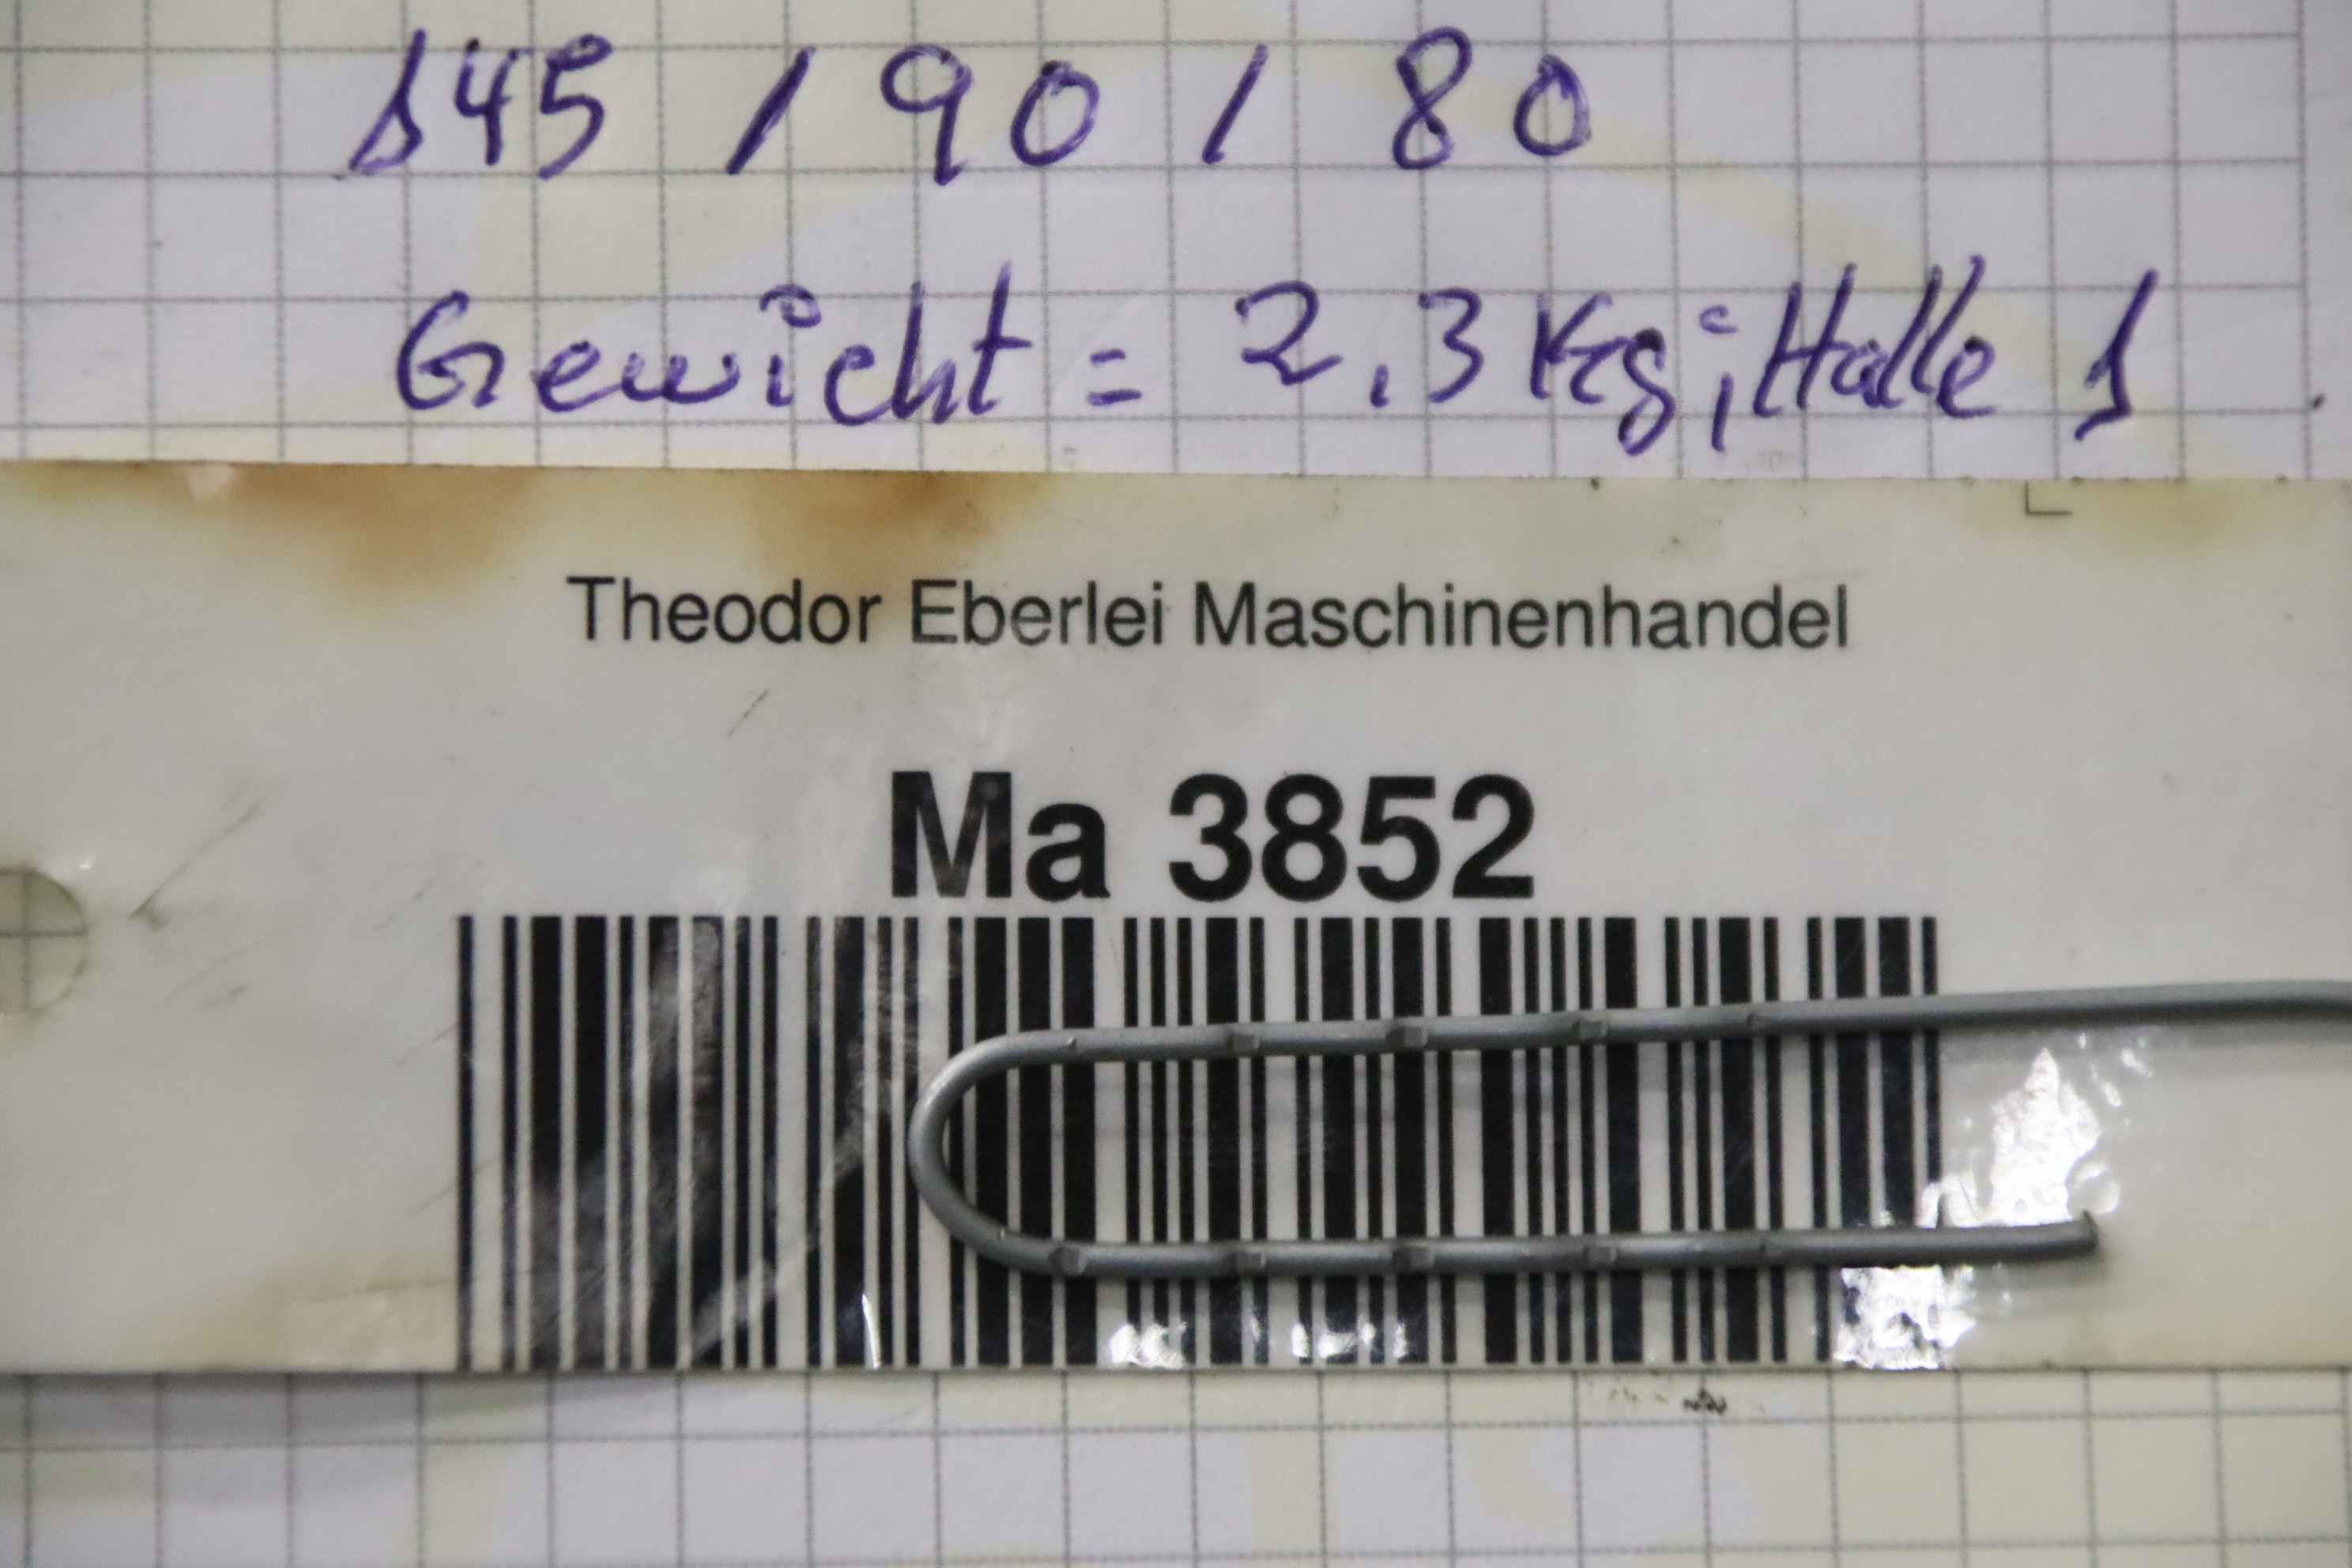 145 / 90 / 80
Gewicht = 2,3 Kg; Halle 1
Theodor Eberlei Maschinenhandel
Ma 3852